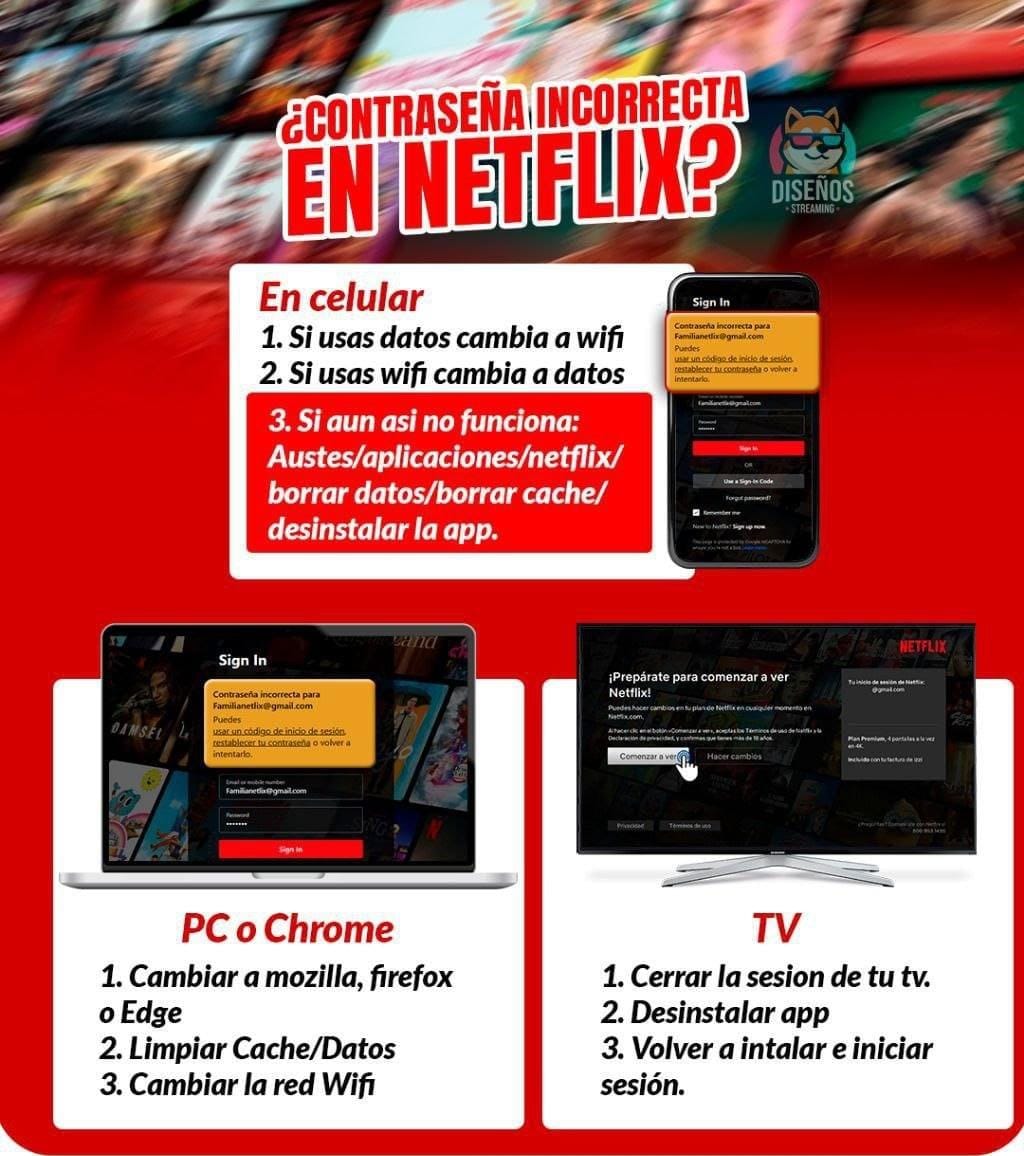 ¿CONTRASEÑA INCORRECTA
EN NETFLIX?
DISEÑOS
• STREAMING •
En celular
1. Si usas datos cambia a wifi
2. Si usas wifi cambia a datos
3. Si aun asi no funciona:
Austes/aplicaciones/netflix/
borrar datos/borrar cache/
desinstalar la app.
Sign In
Contraseña incorrecta para
Familianetlix@gmail.com
Puedes
usar un código de inicio de sesión,
restablecer tu contraseña o volver a
intentarlo.
Familianetlix@gmail.com
Password
Sign In
OR
Use a Sign-In Code
Forgot password?
Remember me
New to Netflix? Sign up now.
This page is protected by Google reCAPTCHA to
ensure you're not a bot. Learn more.
DAMSEL
Sign In
Contraseña incorrecta para
Familianetlix@gmail.com
Puedes
usar un código de inicio de sesión,
restablecer tu contraseña o volver a
intentarlo.
Email or mobile number
Familianetlix@gmail.com
Password
Sign In
PC o Chrome
1. Cambiar a mozilla, firefox
o Edge
2. Limpiar Cache/Datos
3. Cambiar la red Wifi
NETFLIX
¡Prepárate para comenzar a ver
Netflix!
Puedes hacer cambios en tu plan de Netflix en cualquier momento en
Netflix.com.
Al hacer clic en el botón «Comenzar a ver», aceptas los Términos de uso de Netflix y la
Declaración de privacidad, y confirmas que tienes más de 18 años.
Comenzar a ver
Hacer cambios
Tu inicio de sesión de Netflix:
@gmail.com
Plan Premium, 4 pantallas a la vez
en 4K.
Incluido con tu factura de izzi
Privacidad
Términos de uso
TV
1. Cerrar la sesion de tu tv.
2. Desinstalar app
3. Volver a intalar e iniciar
sesión.